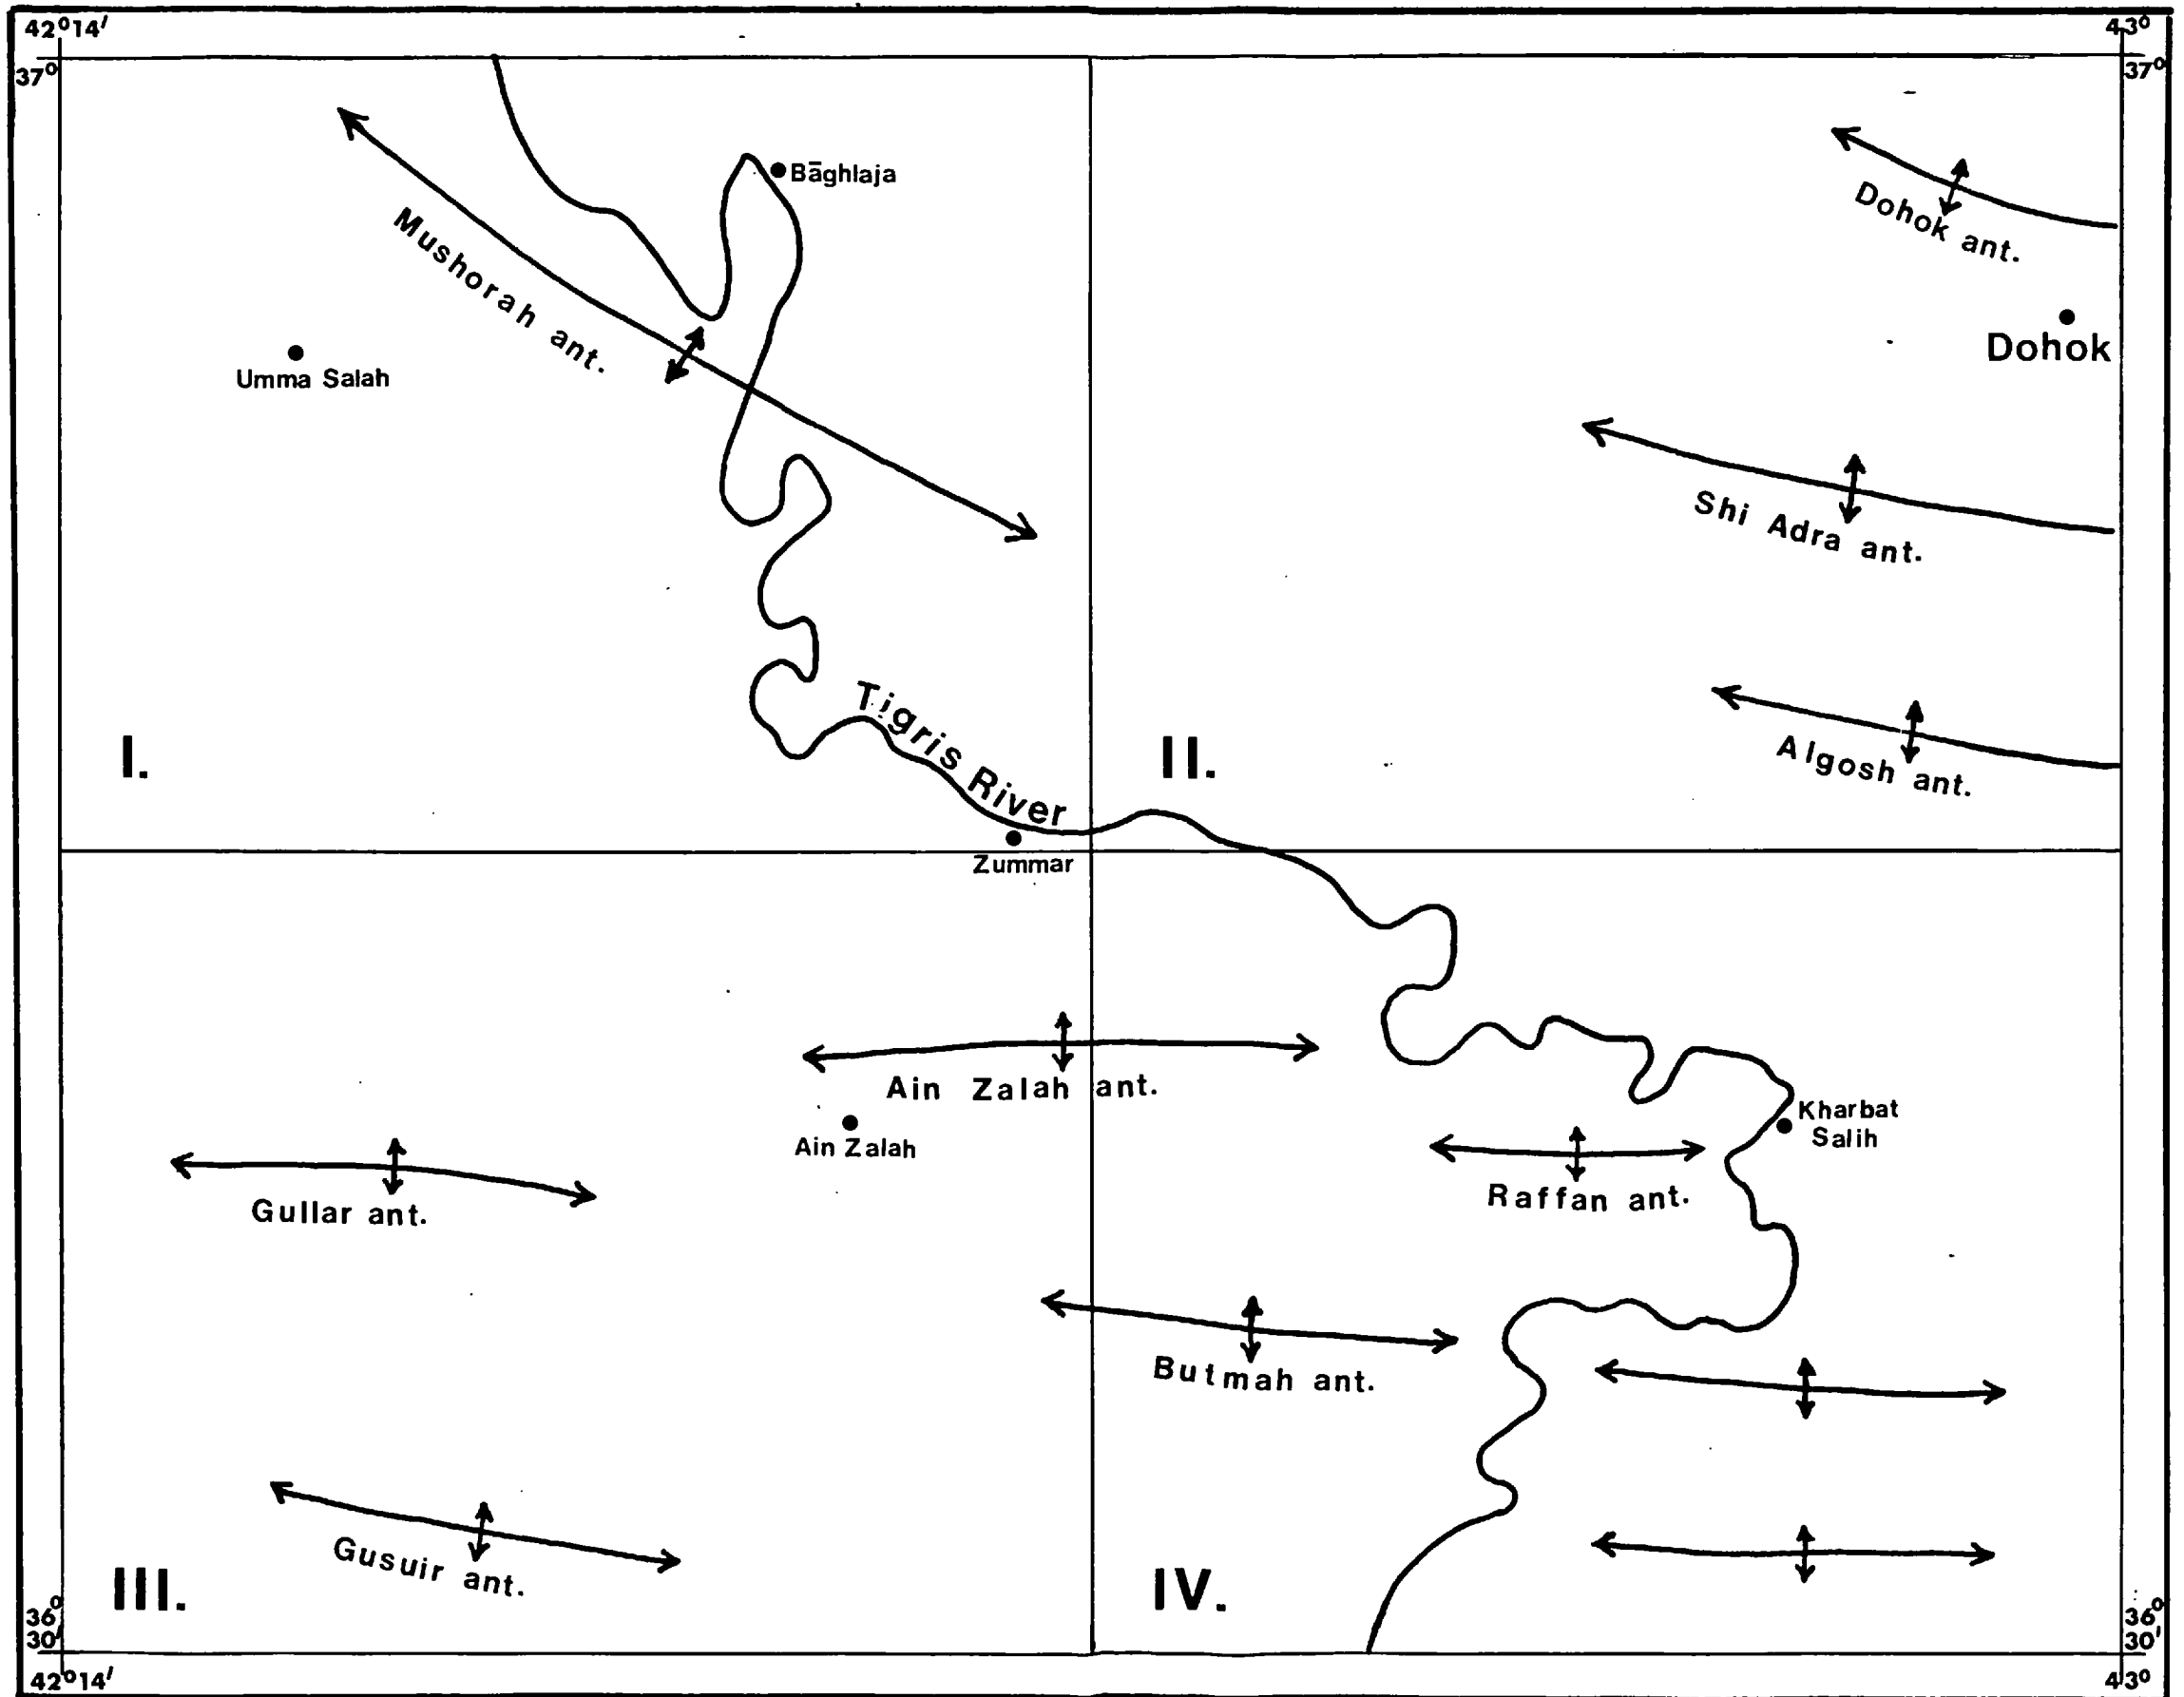 42°14′
43°
37°
37°
Bāghlaja
Mushorah ant.
Dohok ant.
Umma Salah
Dohok
Shi Adra ant.
Tigris River
I.
II.
Algosh ant.
Zummar
Ain Zalah ant.
Ain Zalah
Kharbat
Salih
Gullar ant.
Raffan ant.
Butmah ant.
Gusuir ant.
III.
IV.
36°
30′
36°
30′
42°14′
43°